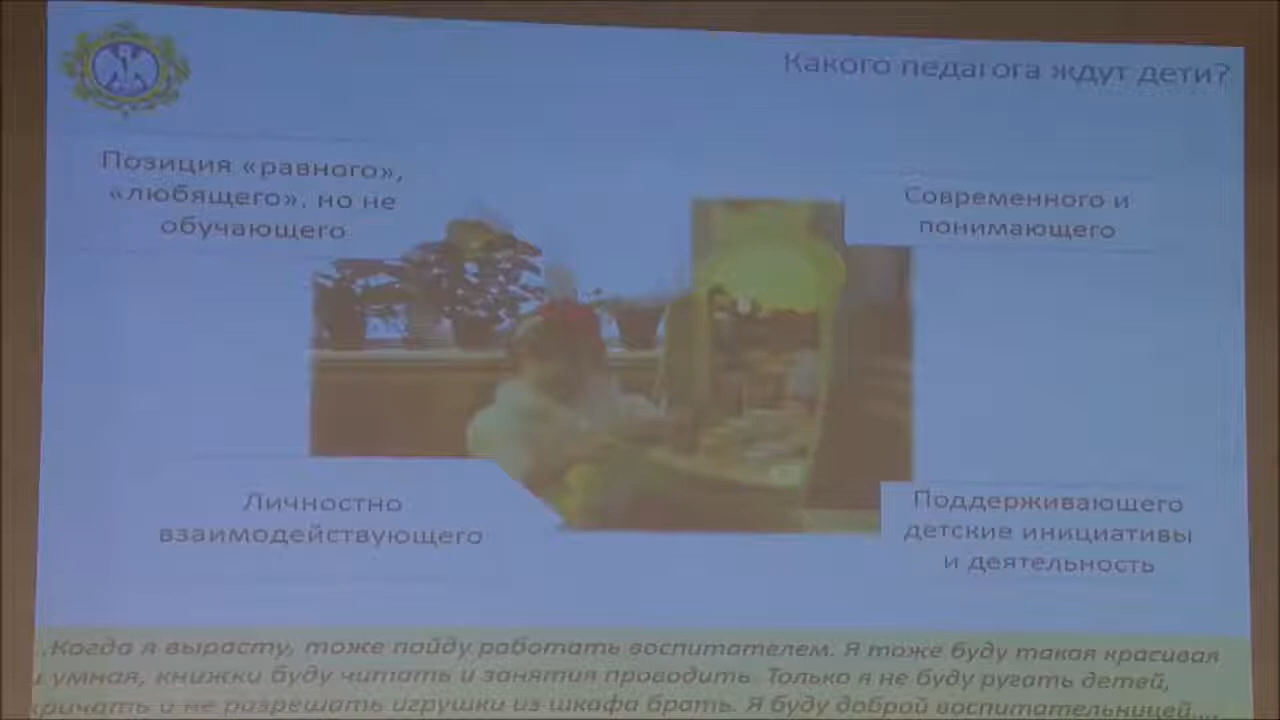 Какого педагога ждут дети?
Позиция «равного»,
«любящего», но не
обучающего
Современного и
понимающего
Личностно
взаимодействующего
Поддерживающего
детские инициативы
и деятельность
Когда я вырасту, тоже пойду работать воспитателем. Я тоже буду такая красивая
и умная, книжки буду читать и занятия проводить. Только я не буду ругать детей,
кричать и не разрешать игрушки из шкафа брать. Я буду доброй воспитательницей...